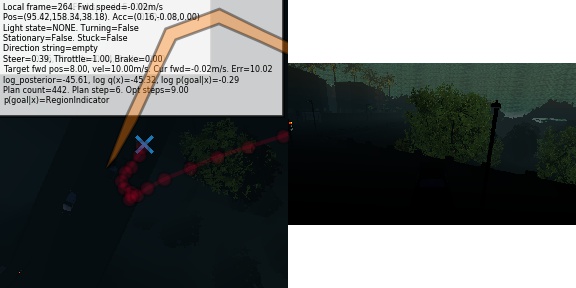 Local frame=264. Fwd speed=-0.02m/s
Pos=(95.42,158.34,38.18). Acc=(0.16,-0.08,0.00)
Light state=NONE. Turning=False
Stationary=False. Stuck=False
Direction string=empty
Steer=0.39, Throttle=1.00, Brake=0.00
Target fwd pos=8.00, vel=10.00m/s. Cur fwd=-0.02m/s. Err=10.02
log_posterior=-45.61, log q(x)=-45.32, log p(goal|x)=-0.29
Plan count=442. Plan step=6. Opt steps=9.00
p(goal|x)=RegionIndicator